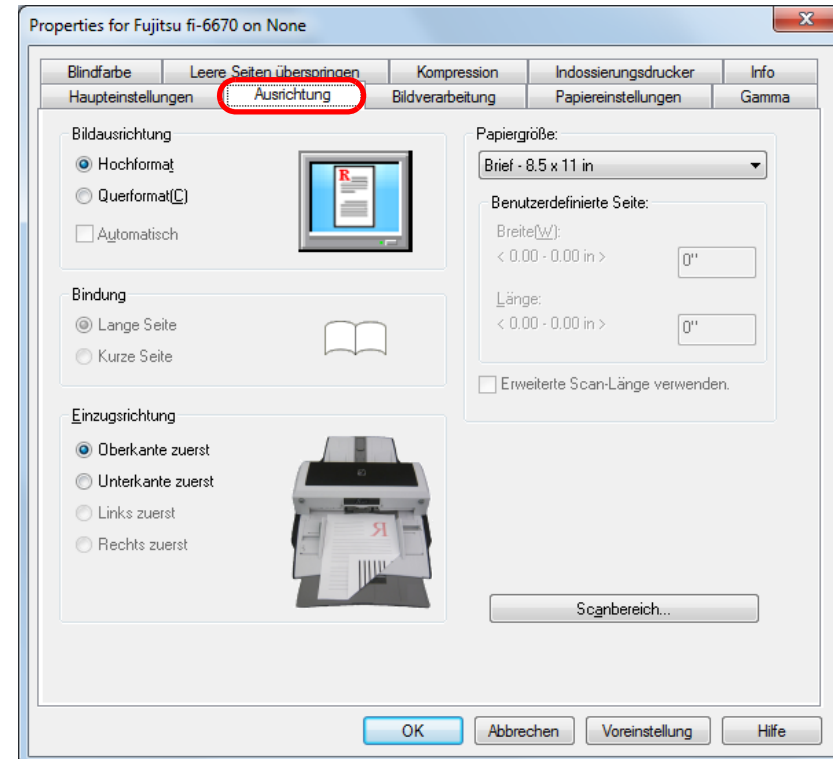 Properties for Fujitsu fi-6670 on None
Blindfarbe Leere Seiten überspringen Kompression Indossierungsdrucker Info
Haupteinstellungen Ausrichtung Bildverarbeitung Papiereinstellungen Gamma
Bildausrichtung
Hochformat
Querformat(C)
Automatisch
R
Bindung
Lange Seite
Kurze Seite
Einzugsrichtung
Oberkante zuerst
Unterkante zuerst
Links zuerst
Rechts zuerst
R
Papiergröße:
Brief - 8.5 x 11 in
Benutzerdefinierte Seite:
Breite(W):
< 0.00 - 0.00 in > 0"
Länge:
< 0.00 - 0.00 in > 0"
Erweiterte Scan-Länge verwenden.
Scanbereich...
OK Abbrechen Voreinstellung Hilfe